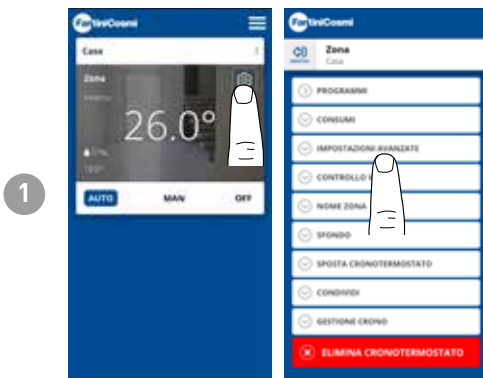 1
FantiniCosmi
Casa
Zona
26.0°
AUTO MAN OFF
FantiniCosmi
Zona
Casa
PROGRAMMI
CONSUMI
IMPOSTAZIONI AVANZATE
CONTROLLO
NOME ZONA
SFONDO
SPOSTA CRONOTERMOSTATO
CONDIVIDI
GESTIONE CRONO
ELIMINA CRONOTERMOSTATO